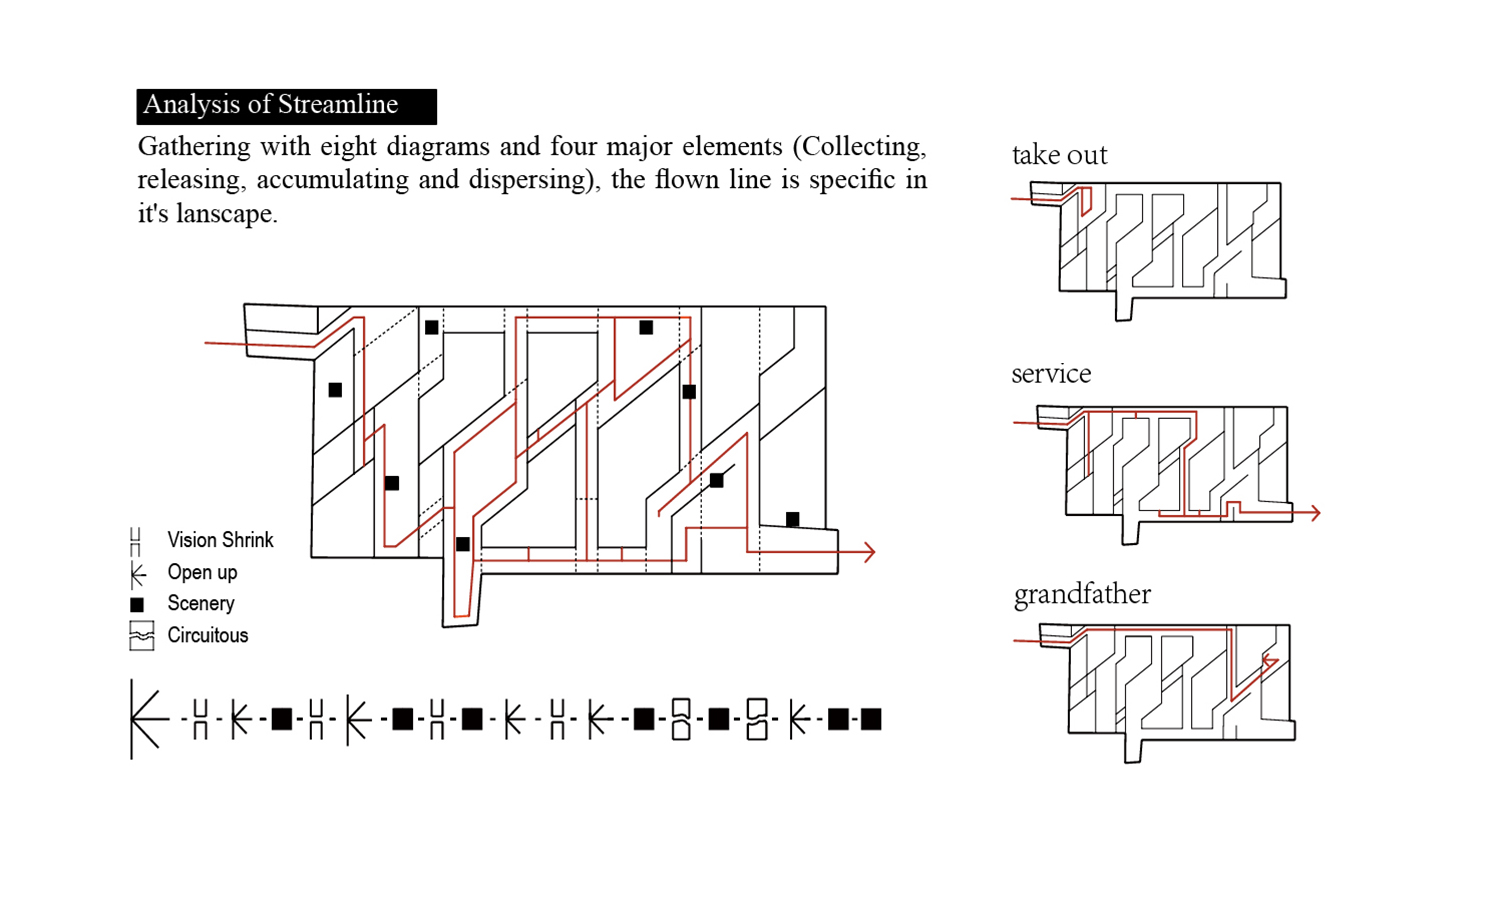 Analysis of Streamline
Gathering with eight diagrams and four major elements (Collecting,
releasing, accumulating and dispersing), the flown line is specific in
it's lanscape.
take out
service
grandfather
Vision Shrink
Open up
Scenery
Circuitous